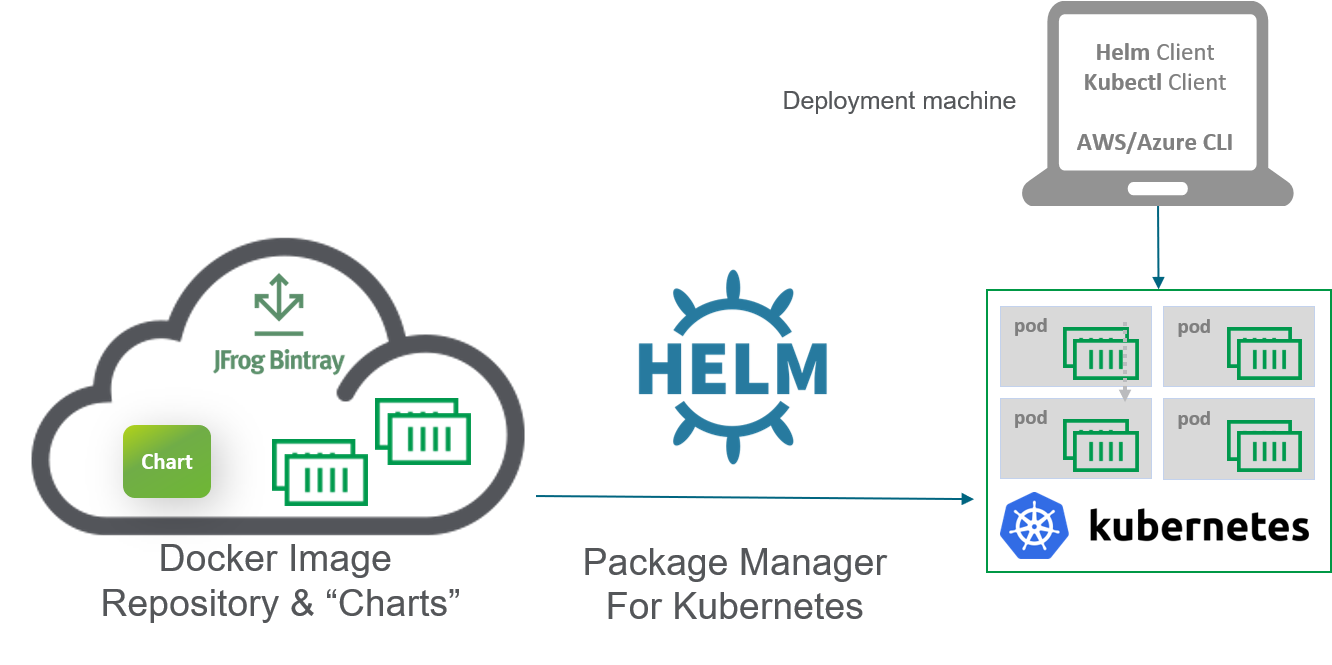 Helm Client
Kubectl Client
AWS/Azure CLI
Deployment machine
JFrog Bintray
Chart
HELM
pod
pod
pod
pod
kubernetes
Docker Image
Repository & “Charts”
Package Manager
For Kubernetes